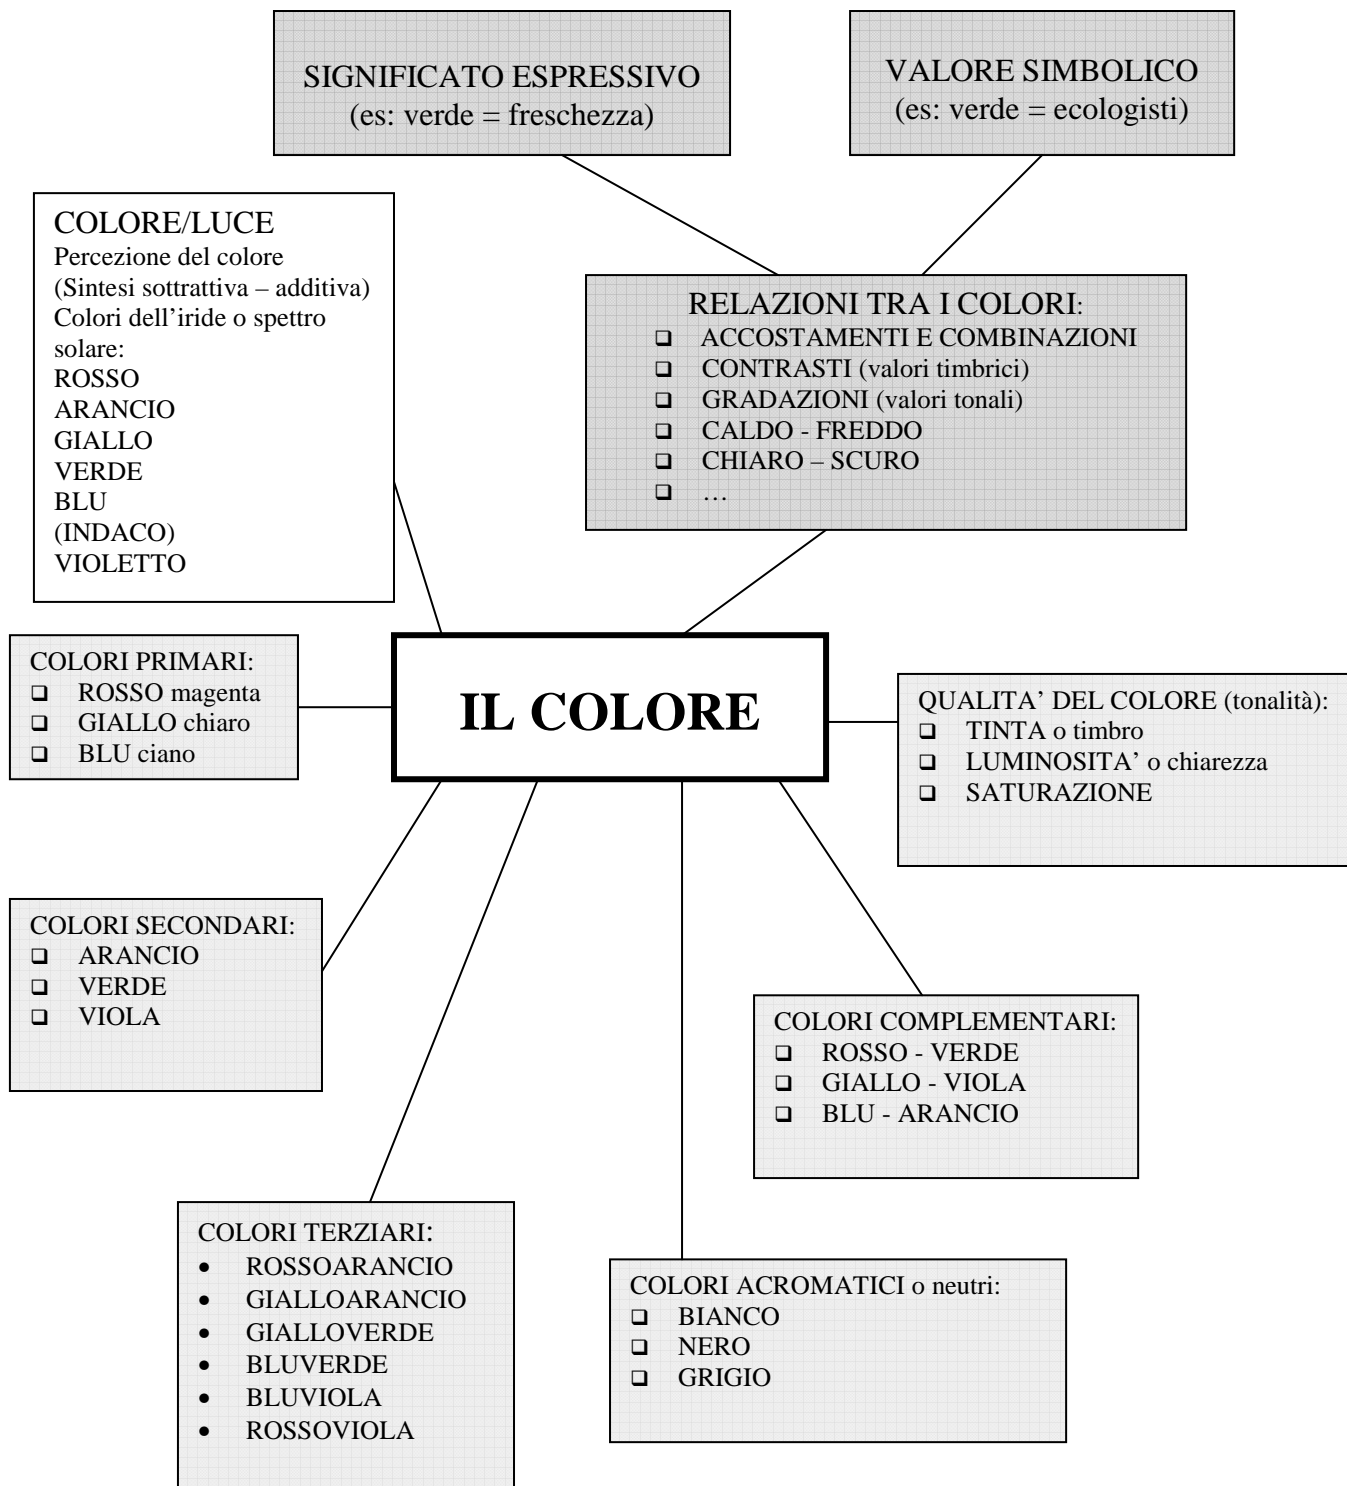 SIGNIFICATO ESPRESSIVO
(es: verde = freschezza)
VALORE SIMBOLICO
(es: verde = ecologisti)
COLORE/LUCE
Percezione del colore
(Sintesi sottrattiva – additiva)
Colori dell’iride o spettro
solare:
ROSSO
ARANCIO
GIALLO
VERDE
BLU
(INDACO)
VIOLETTO
RELAZIONI TRA I COLORI:
❑ ACCOSTAMENTI E COMBINAZIONI
❑ CONTRASTI (valori timbrici)
❑ GRADAZIONI (valori tonali)
❑ CALDO - FREDDO
❑ CHIARO – SCURO
❑ …
COLORI PRIMARI:
❑ ROSSO magenta
❑ GIALLO chiaro
❑ BLU ciano
IL COLORE
QUALITA’ DEL COLORE (tonalità):
❑ TINTA o timbro
❑ LUMINOSITA’ o chiarezza
❑ SATURAZIONE
COLORI SECONDARI:
❑ ARANCIO
❑ VERDE
❑ VIOLA
COLORI COMPLEMENTARI:
❑ ROSSO - VERDE
❑ GIALLO - VIOLA
❑ BLU - ARANCIO
COLORI TERZIARI:
• ROSSOARANCIO
• GIALLOARANCIO
• GIALLOVERDE
• BLUVERDE
• BLUVIOLA
• ROSSOVIOLA
COLORI ACROMATICI o neutri:
❑ BIANCO
❑ NERO
❑ GRIGIO